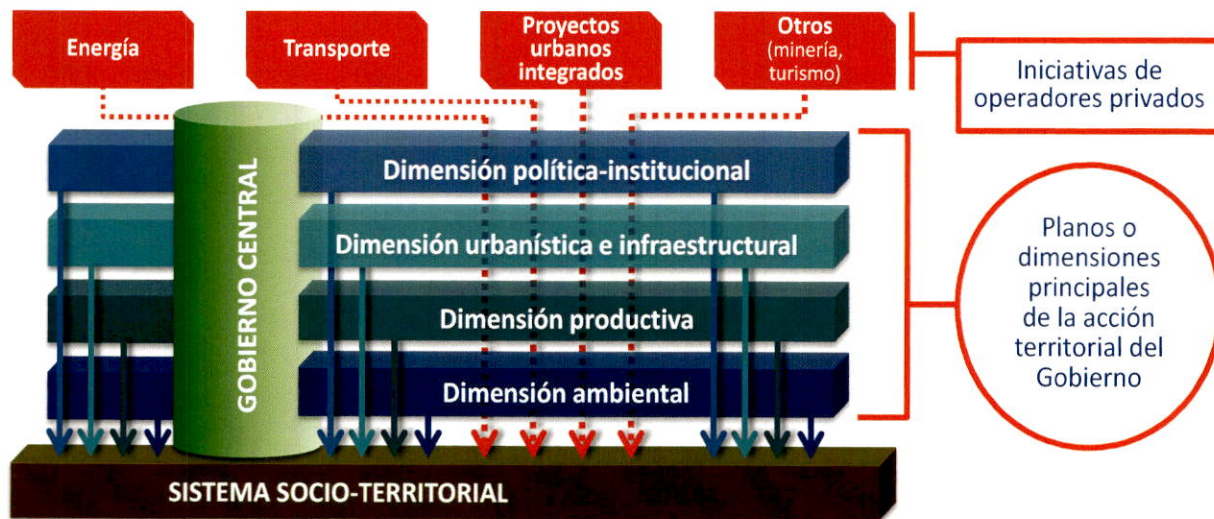 Energía
Transporte
Proyectos
urbanos
integrados
Otros
(minería,
turismo)
Iniciativas de
operadores privados
GOBIERNO CENTRAL
Dimensión política-institucional
Dimensión urbanística e infraestructural
Dimensión productiva
Dimensión ambiental
Planos o
dimensiones
principales
de la acción
territorial del
Gobierno
SISTEMA SOCIO-TERRITORIAL